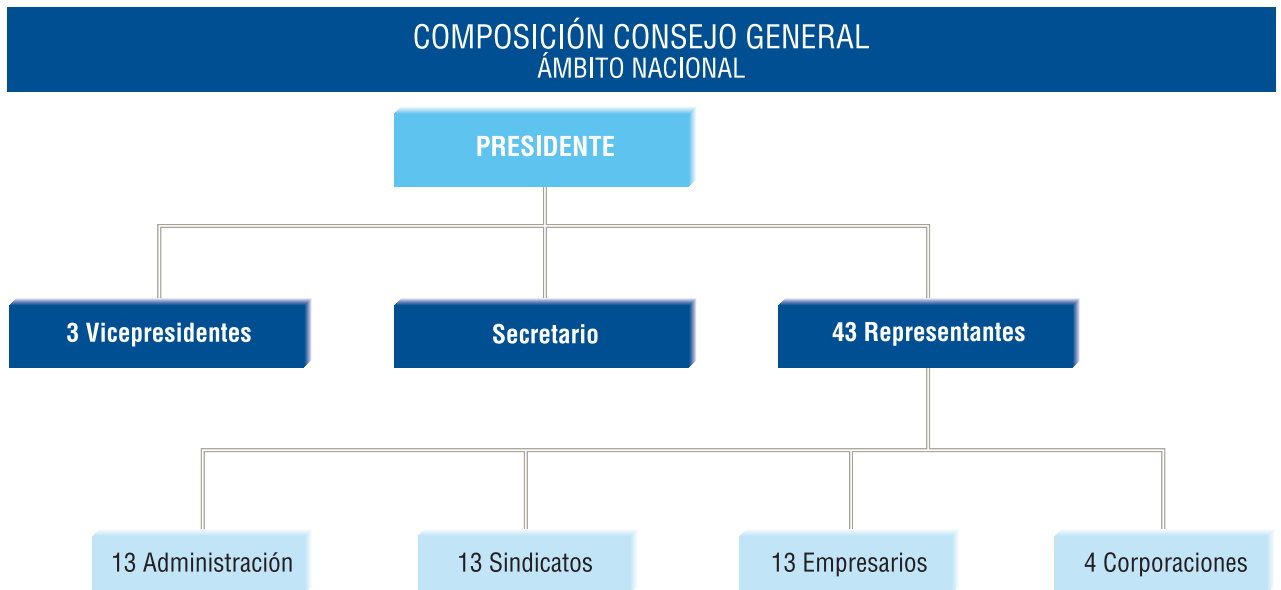 COMPOSICIÓN CONSEJO GENERAL
ÁMBITO NACIONAL
PRESIDENTE
3 Vicepresidentes
Secretario
43 Representantes
13 Administración
13 Sindicatos
13 Empresarios
4 Corporaciones